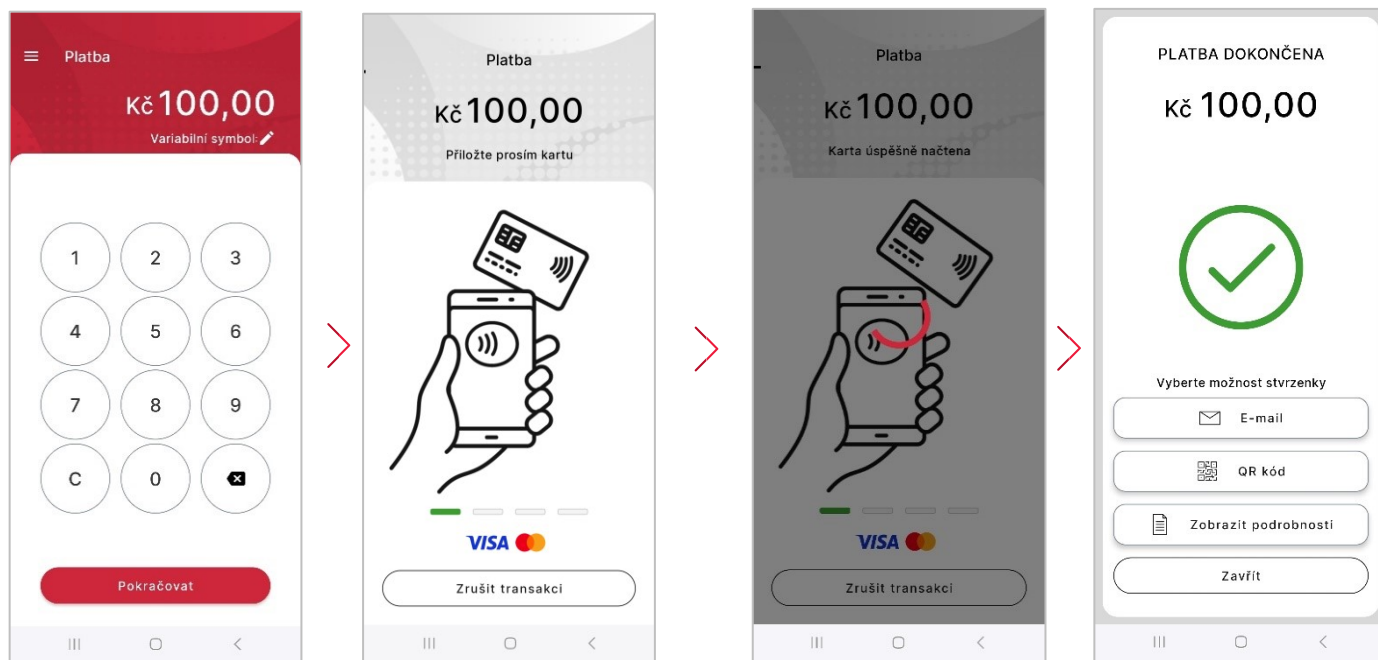 Platba
Kč 100,00
Variabilní symbol:
1 2 3
4 5 6
7 8 9
C 0
Pokračovat
Platba
Kč 100,00
Přiložte prosím kartu
VISA
Zrušit transakci
Platba
Kč 100,00
Karta úspěšně načtena
VISA
Zrušit transakci
PLATBA DOKONČENA
Kč 100,00
Vyberte možnost stvrzenky
E-mail
QR kód
Zobrazit podrobnosti
Zavřít